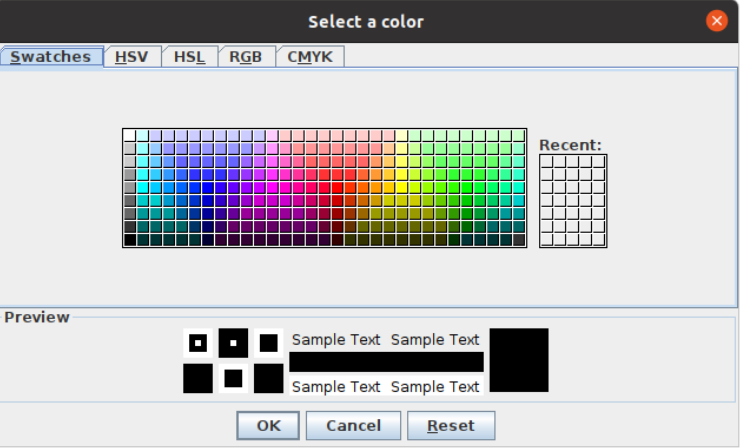 Select a color
Swatches HSV HSL RGB CMYK
Recent:
Preview
Sample Text Sample Text
Sample Text Sample Text
OK Cancel Reset